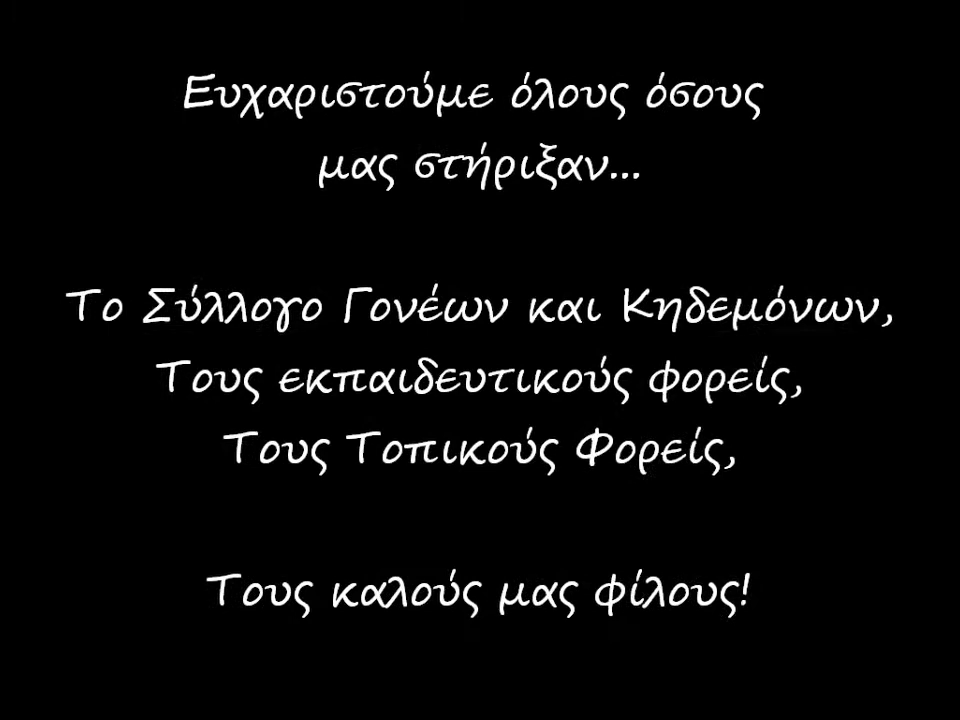 Ευχαριστούμε όλους όσους
μας στήριξαν...
Το Σύλλογο Γονέων και Κηδεμόνων,
Τους εκπαιδευτικούς φορείς,
Τους Τοπικούς Φορείς,
Τους καλούς μας φίλους!